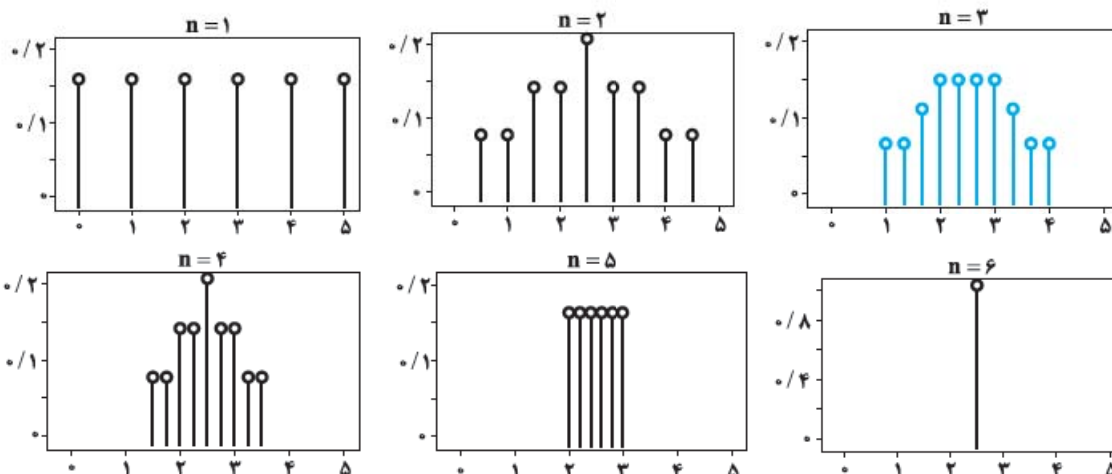 n = ۱
n = ۲
n = ۳
۰/۲
۰/۱
۰
۰ ۱ ۲ ۳ ۴ ۵
۰/۲
۰/۱
۰
۰ ۱ ۲ ۳ ۴ ۵
۰/۲
۰/۱
۰
۰ ۱ ۲ ۳ ۴ ۵
n = ۴
n = ۵
n = ۶
۰/۲
۰/۱
۰
۰ ۱ ۲ ۳ ۴ ۵
۰/۲
۰/۱
۰
۰ ۱ ۲ ۳ ۴ ۵
۰/۸
۰/۴
۰
۰ ۱ ۲ ۳ ۴ ۵